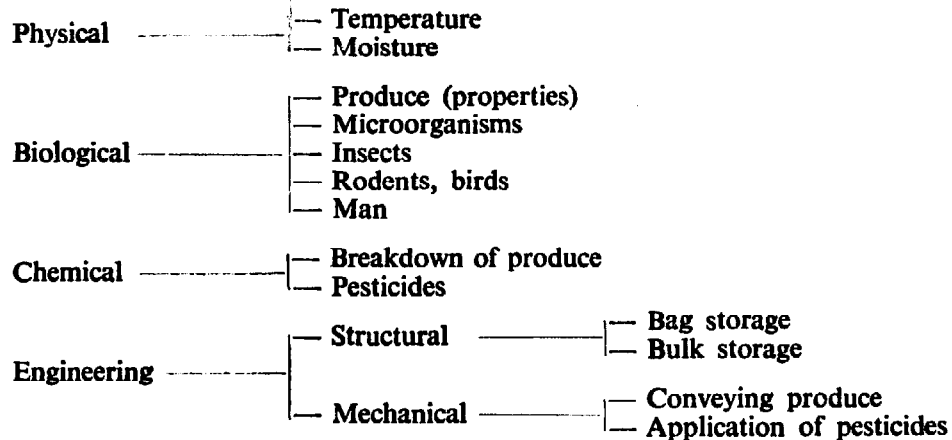 Temperature
Physical
Moisture
Produce (properties)
Microorganisms
Biological
Insects
Rodents, birds
Man
Breakdown of produce
Chemical
Pesticides
Bag storage
Structural
Bulk storage
Engineering
Conveying produce
Mechanical
Application of pesticides